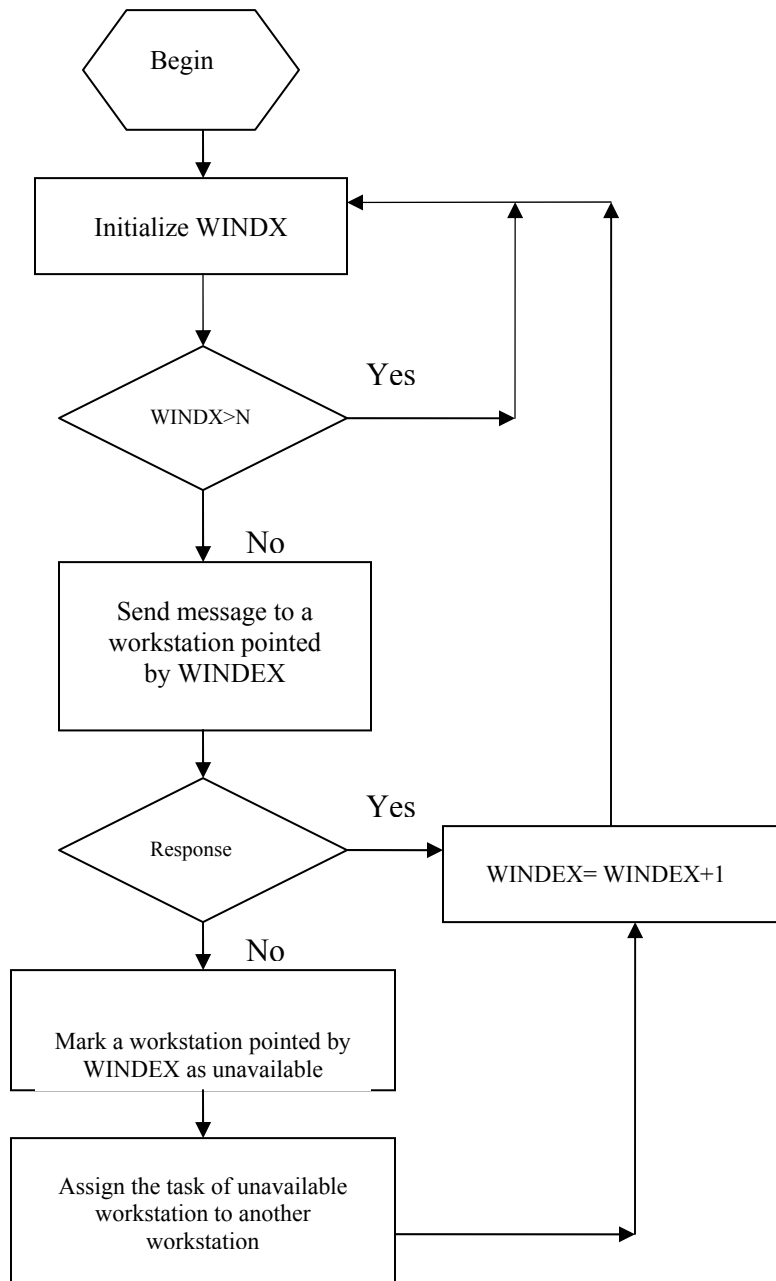 Begin
Initialize WINDX
Yes
WINDX>N
No
Send message to a
workstation pointed
by WINDEX
Yes
Response
WINDEX= WINDEX+1
No
Mark a workstation pointed by
WINDEX as unavailable
Assign the task of unavailable
workstation to another
workstation